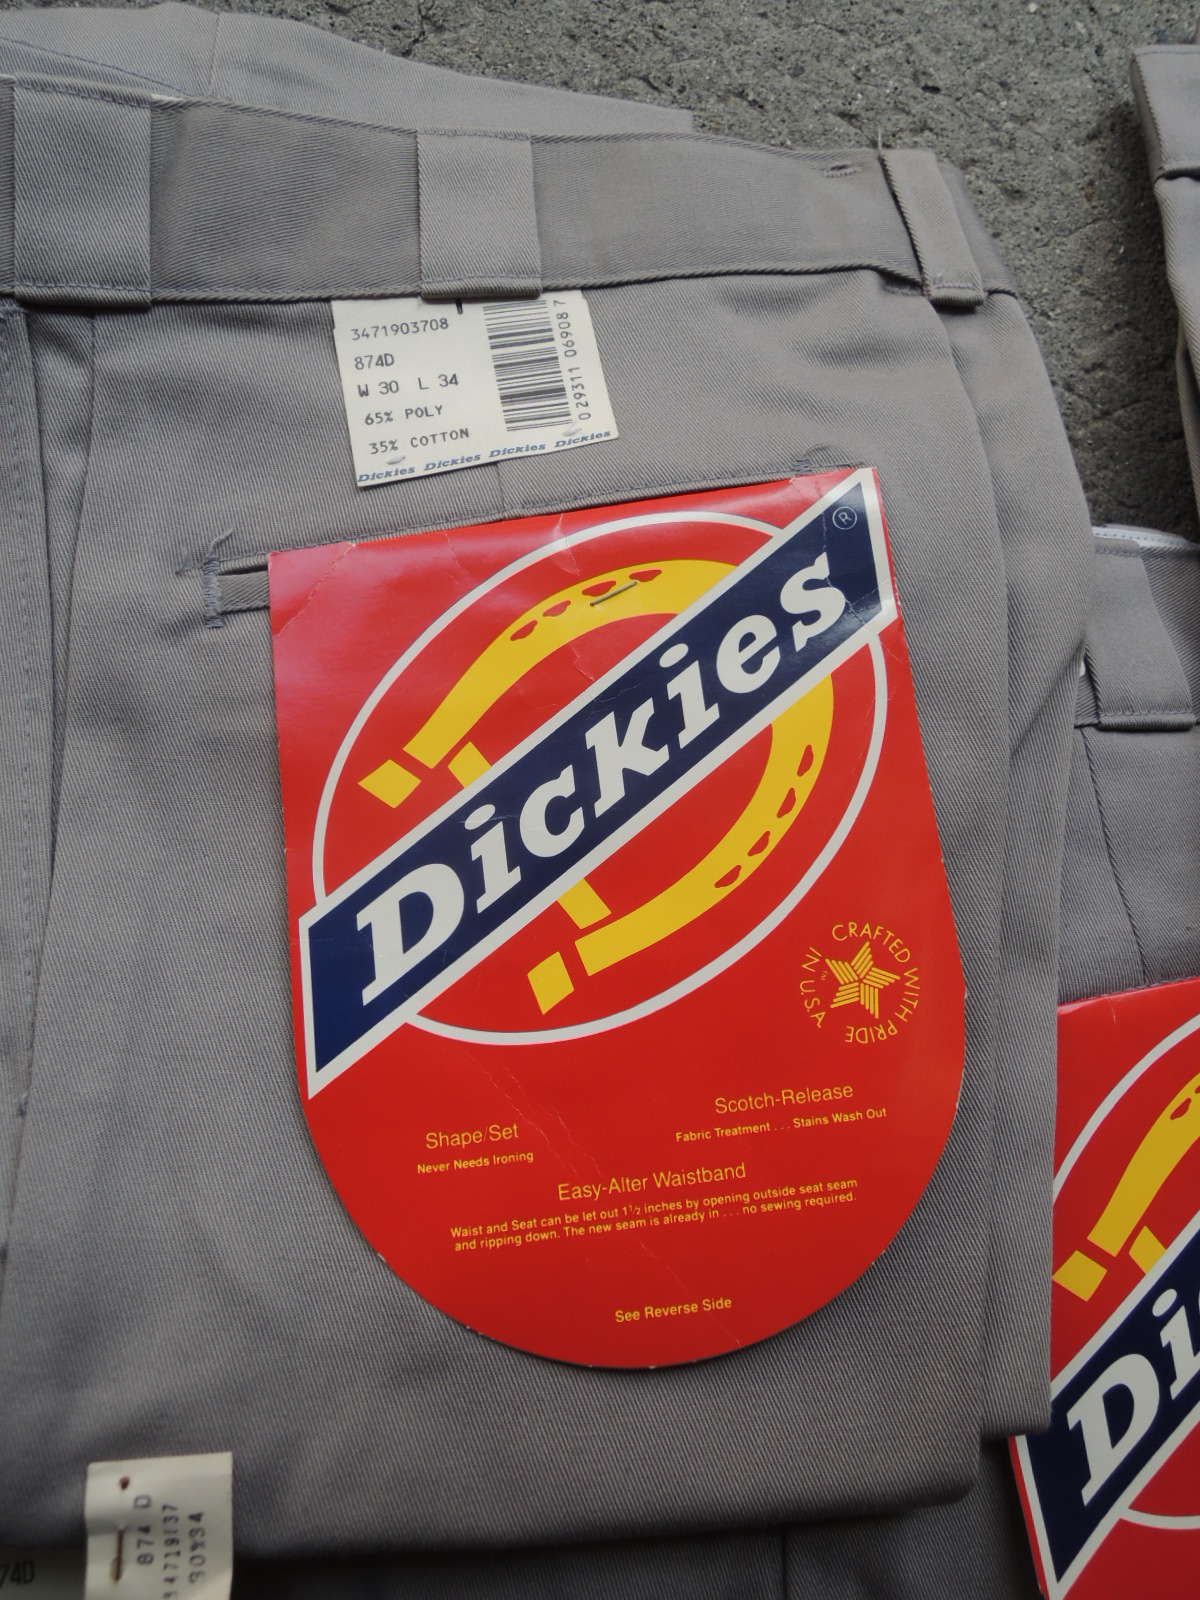 3471903708
874D
W 30 L 34
65% POLY
35% COTTON
0 29311 06908 7
Dickies Dickies Dickies Dickies
Dickies
®
CRAFTED WITH PRIDE IN U.S.A.
TM
Shape/Set
Never Needs Ironing
Scotch-Release
Fabric Treatment . . . Stains Wash Out
Easy-Alter Waistband
Waist and Seat can be let out 1½ inches by opening outside seat seam
and ripping down. The new seam is already in . . . no sewing required.
See Reverse Side
Di
874 D
30X34
74D